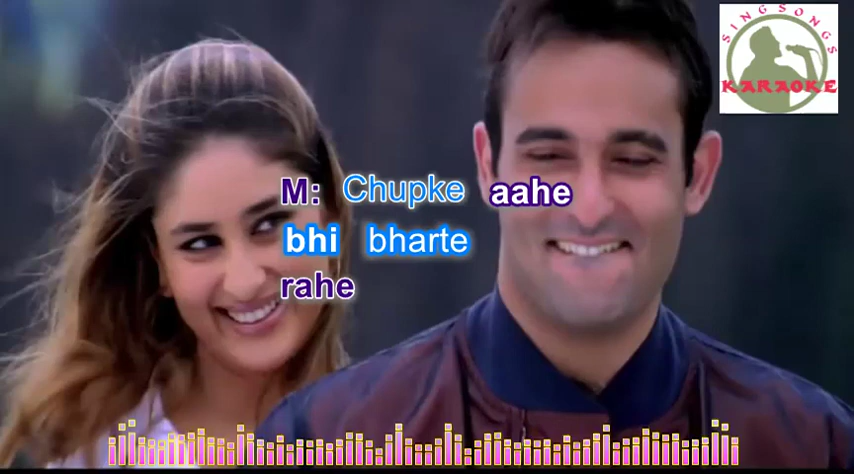 SINGSONGS
KARAOKE
M: Chupke aahe
bhi bharte
rahe